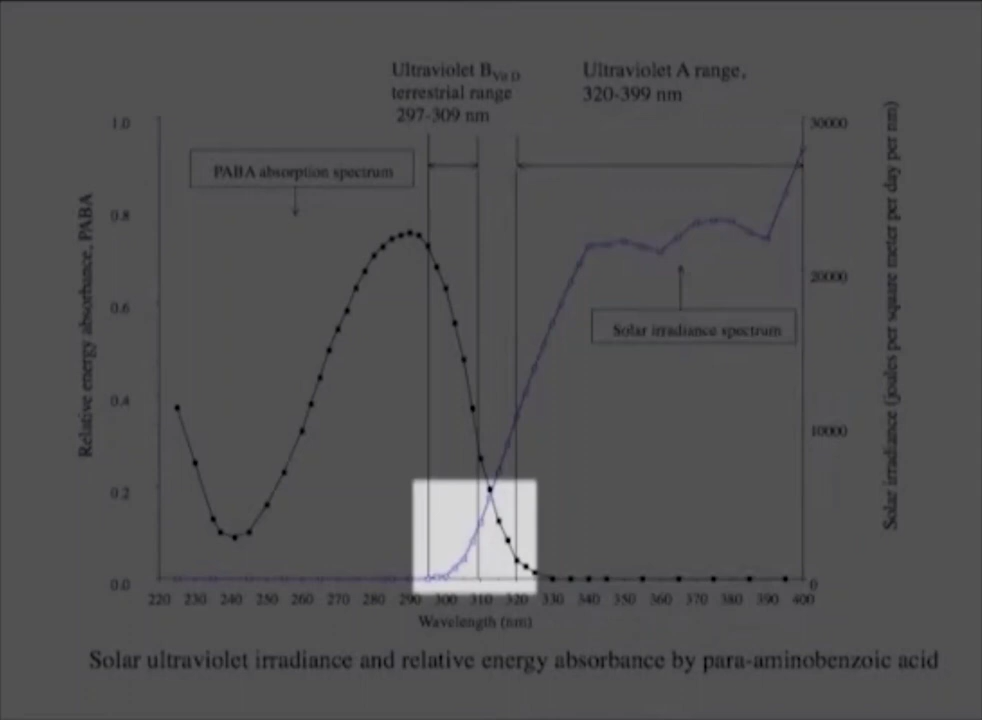 Ultraviolet B Vit D
terrestrial range
297-309 nm
Ultraviolet A range,
320-399 nm
PABA absorption spectrum
Solar irradiance spectrum
Relative energy absorbance, PABA
1.0
0.8
0.6
0.4
0.2
0.0
30000
20000
10000
0
Solar irradiance (joules per square meter per day per nm)
220 230 240 250 260 270 280 290 300 310 320 330 340 350 360 370 380 390 400
Wavelength (nm)
Solar ultraviolet irradiance and relative energy absorbance by para-aminobenzoic acid